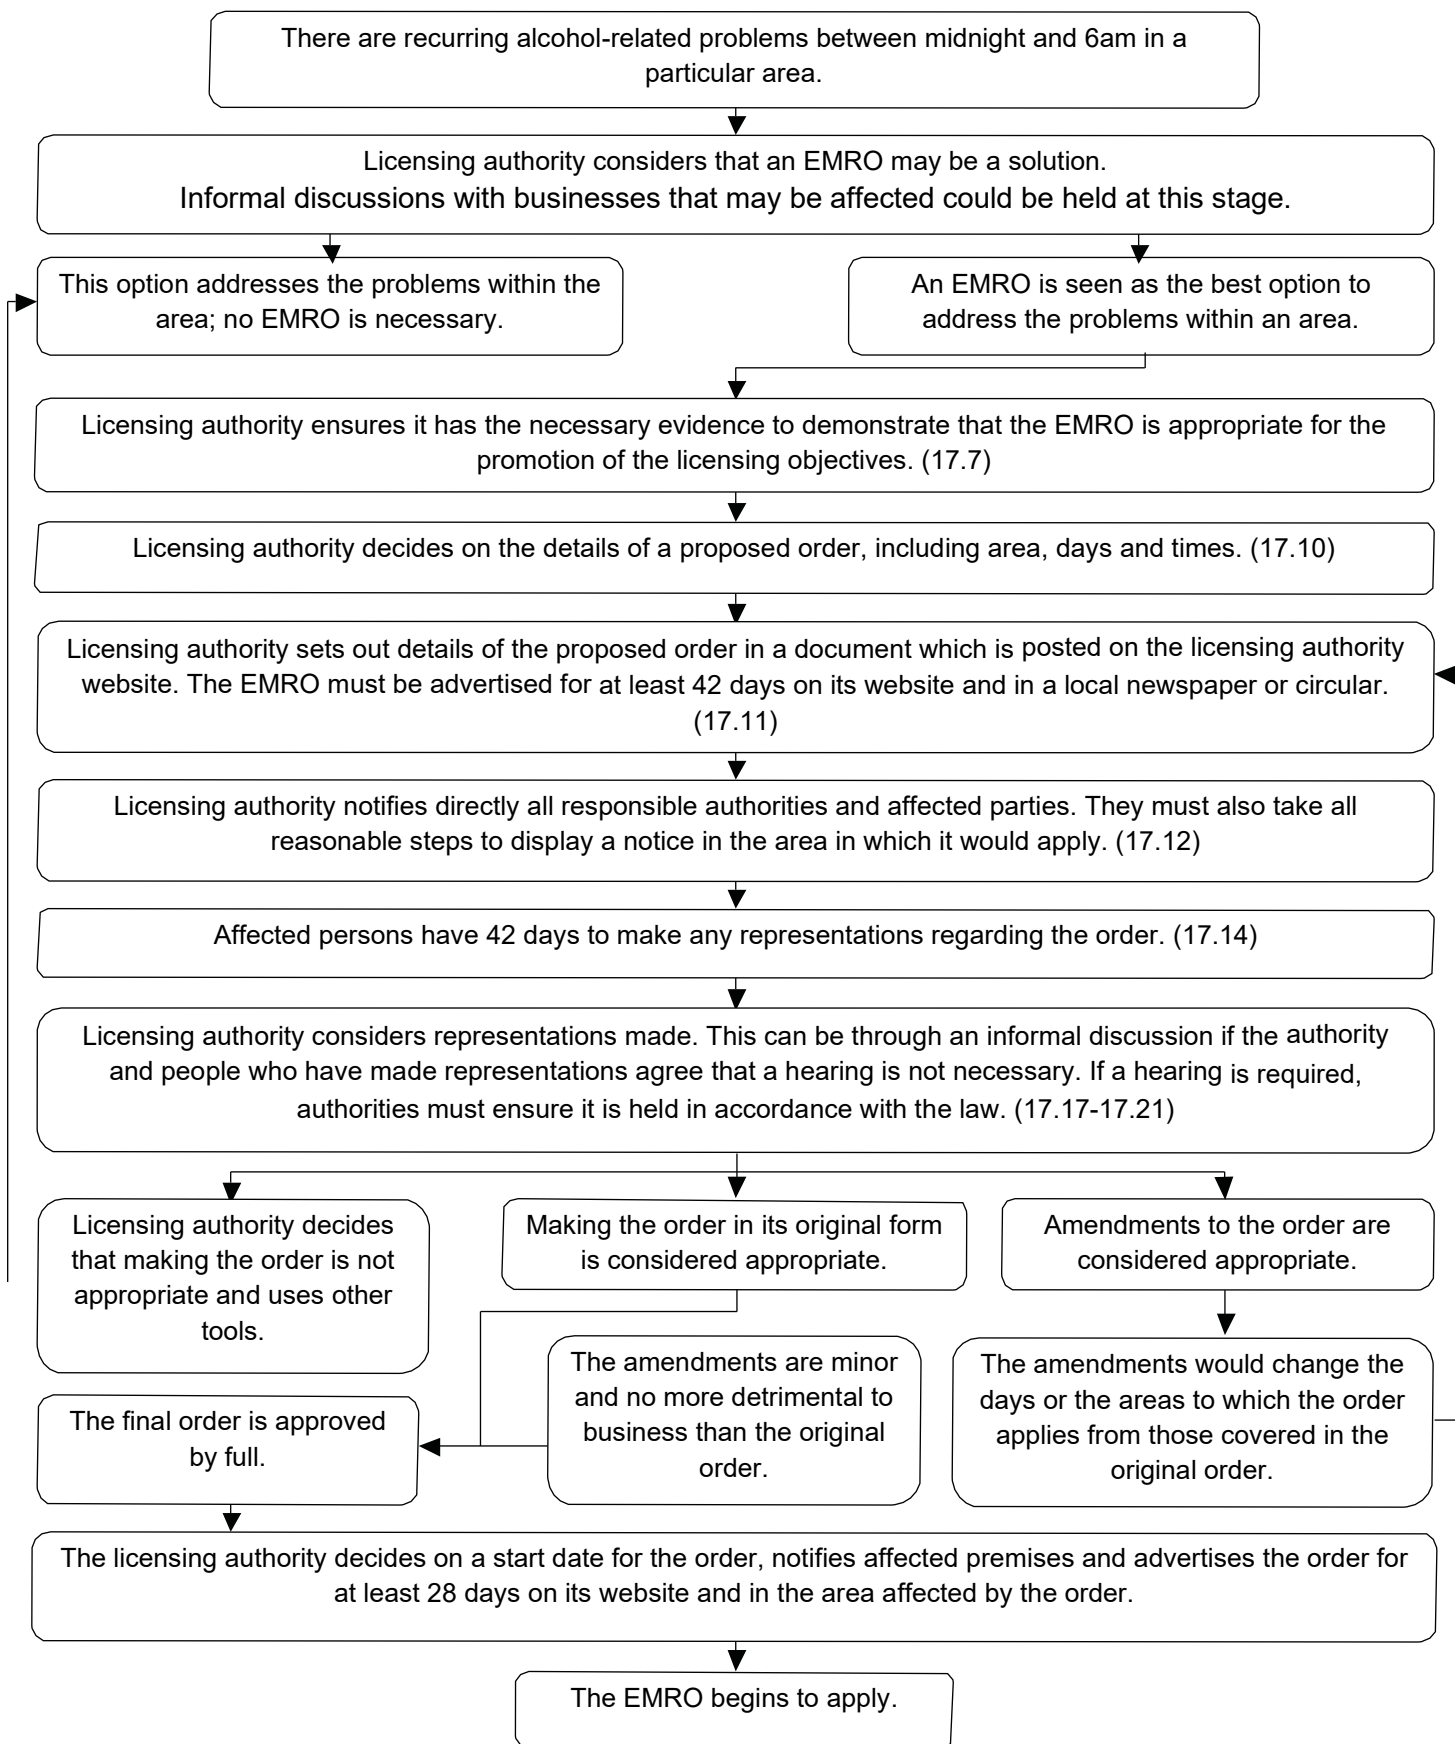 There are recurring alcohol-related problems between midnight and 6am in a
particular area.
Licensing authority considers that an EMRO may be a solution.
Informal discussions with businesses that may be affected could be held at this stage.
This option addresses the problems within the
area; no EMRO is necessary.
An EMRO is seen as the best option to
address the problems within an area.
Licensing authority ensures it has the necessary evidence to demonstrate that the EMRO is appropriate for the
promotion of the licensing objectives. (17.7)
Licensing authority decides on the details of a proposed order, including area, days and times. (17.10)
Licensing authority sets out details of the proposed order in a document which is posted on the licensing authority
website. The EMRO must be advertised for at least 42 days on its website and in a local newspaper or circular.
(17.11)
Licensing authority notifies directly all responsible authorities and affected parties. They must also take all
reasonable steps to display a notice in the area in which it would apply. (17.12)
Affected persons have 42 days to make any representations regarding the order. (17.14)
Licensing authority considers representations made. This can be through an informal discussion if the authority
and people who have made representations agree that a hearing is not necessary. If a hearing is required,
authorities must ensure it is held in accordance with the law. (17.17-17.21)
Licensing authority decides
that making the order is not
appropriate and uses other
tools.
Making the order in its original form
is considered appropriate.
Amendments to the order are
considered appropriate.
The amendments are minor
and no more detrimental to
business than the original
order.
The amendments would change the
days or the areas to which the order
applies from those covered in the
original order.
The final order is approved
by full.
The licensing authority decides on a start date for the order, notifies affected premises and advertises the order for
at least 28 days on its website and in the area affected by the order.
The EMRO begins to apply.